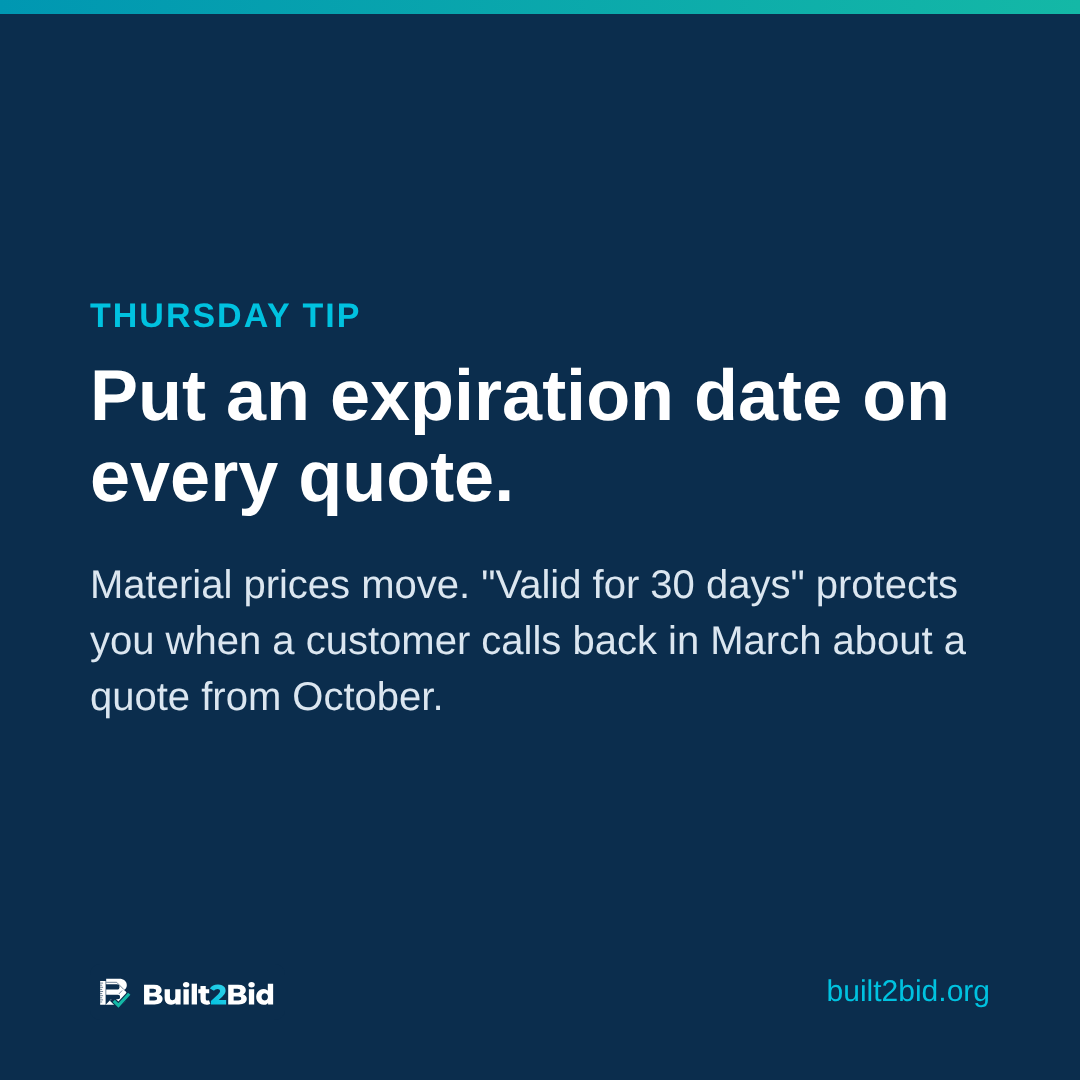 THURSDAY TIP
Put an expiration date on
every quote.
Material prices move. "Valid for 30 days" protects
you when a customer calls back in March about a
quote from October.
Built2Bid
built2bid.org